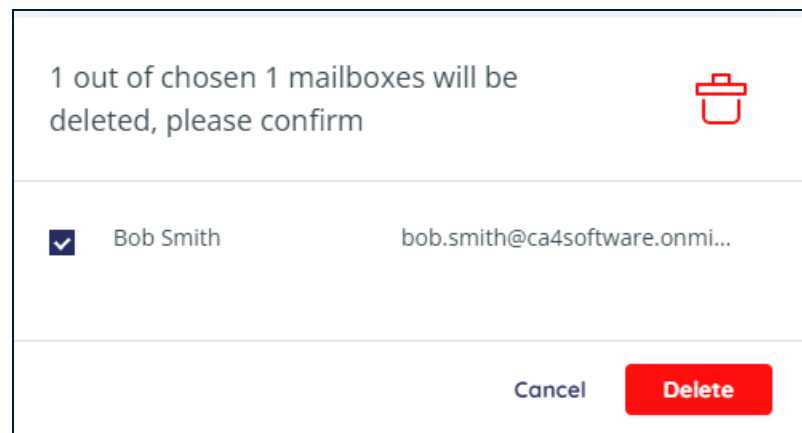 1 out of chosen 1 mailboxes will be
deleted, please confirm
Bob Smith bob.smith@ca4software.onmi...
Cancel Delete